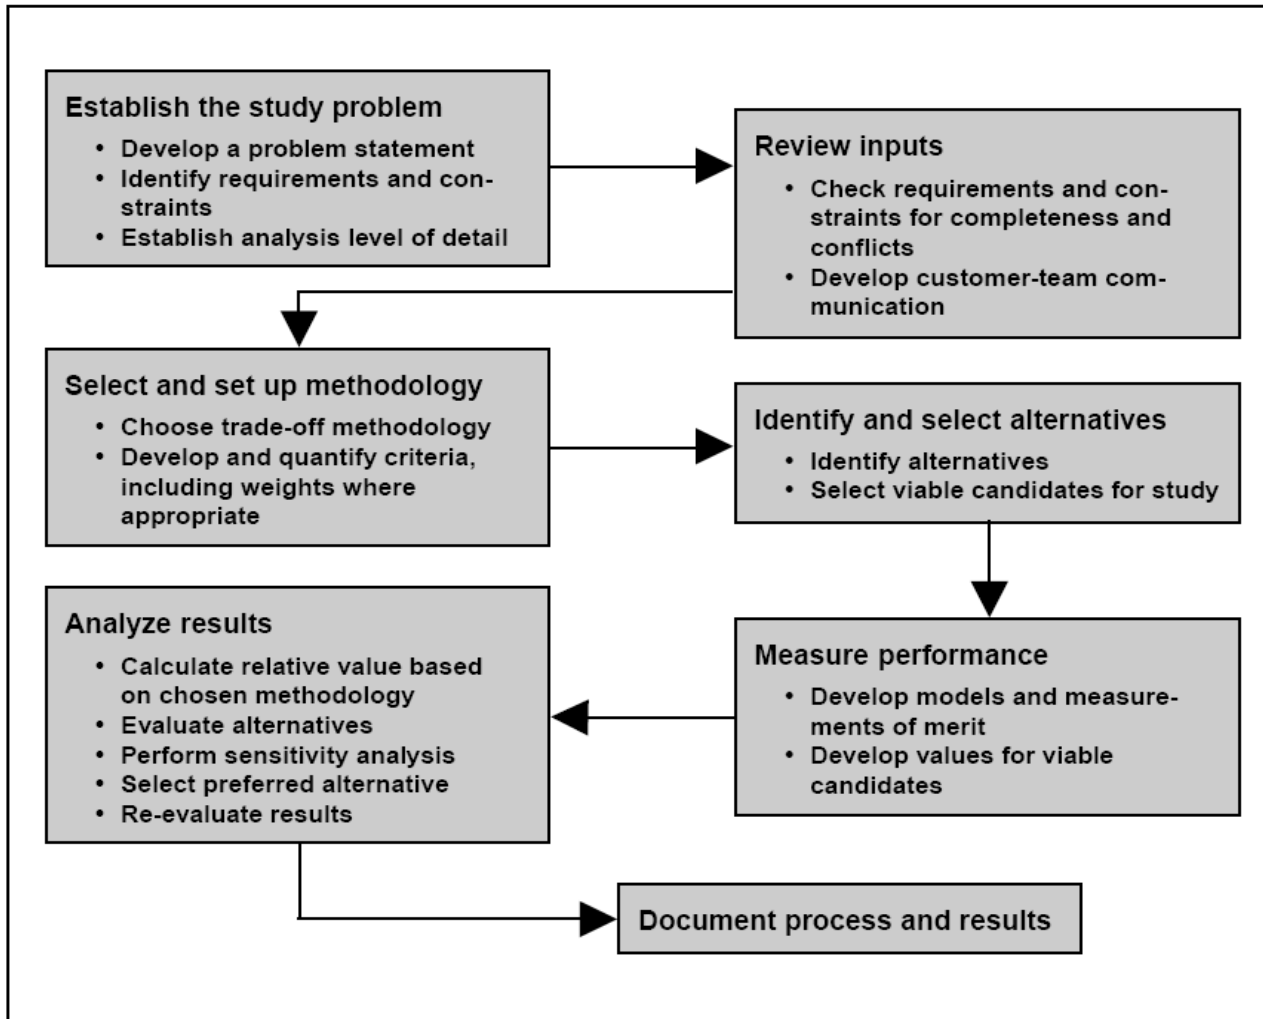 Establish the study problem
• Develop a problem statement
• Identify requirements and con-
straints
• Establish analysis level of detail
Review inputs
• Check requirements and con-
straints for completeness and
conflicts
• Develop customer-team com-
munication
Select and set up methodology
• Choose trade-off methodology
• Develop and quantify criteria,
including weights where
appropriate
Identify and select alternatives
• Identify alternatives
• Select viable candidates for study
Measure performance
• Develop models and measure-
ments of merit
• Develop values for viable
candidates
Analyze results
• Calculate relative value based
on chosen methodology
• Evaluate alternatives
• Perform sensitivity analysis
• Select preferred alternative
• Re-evaluate results
Document process and results